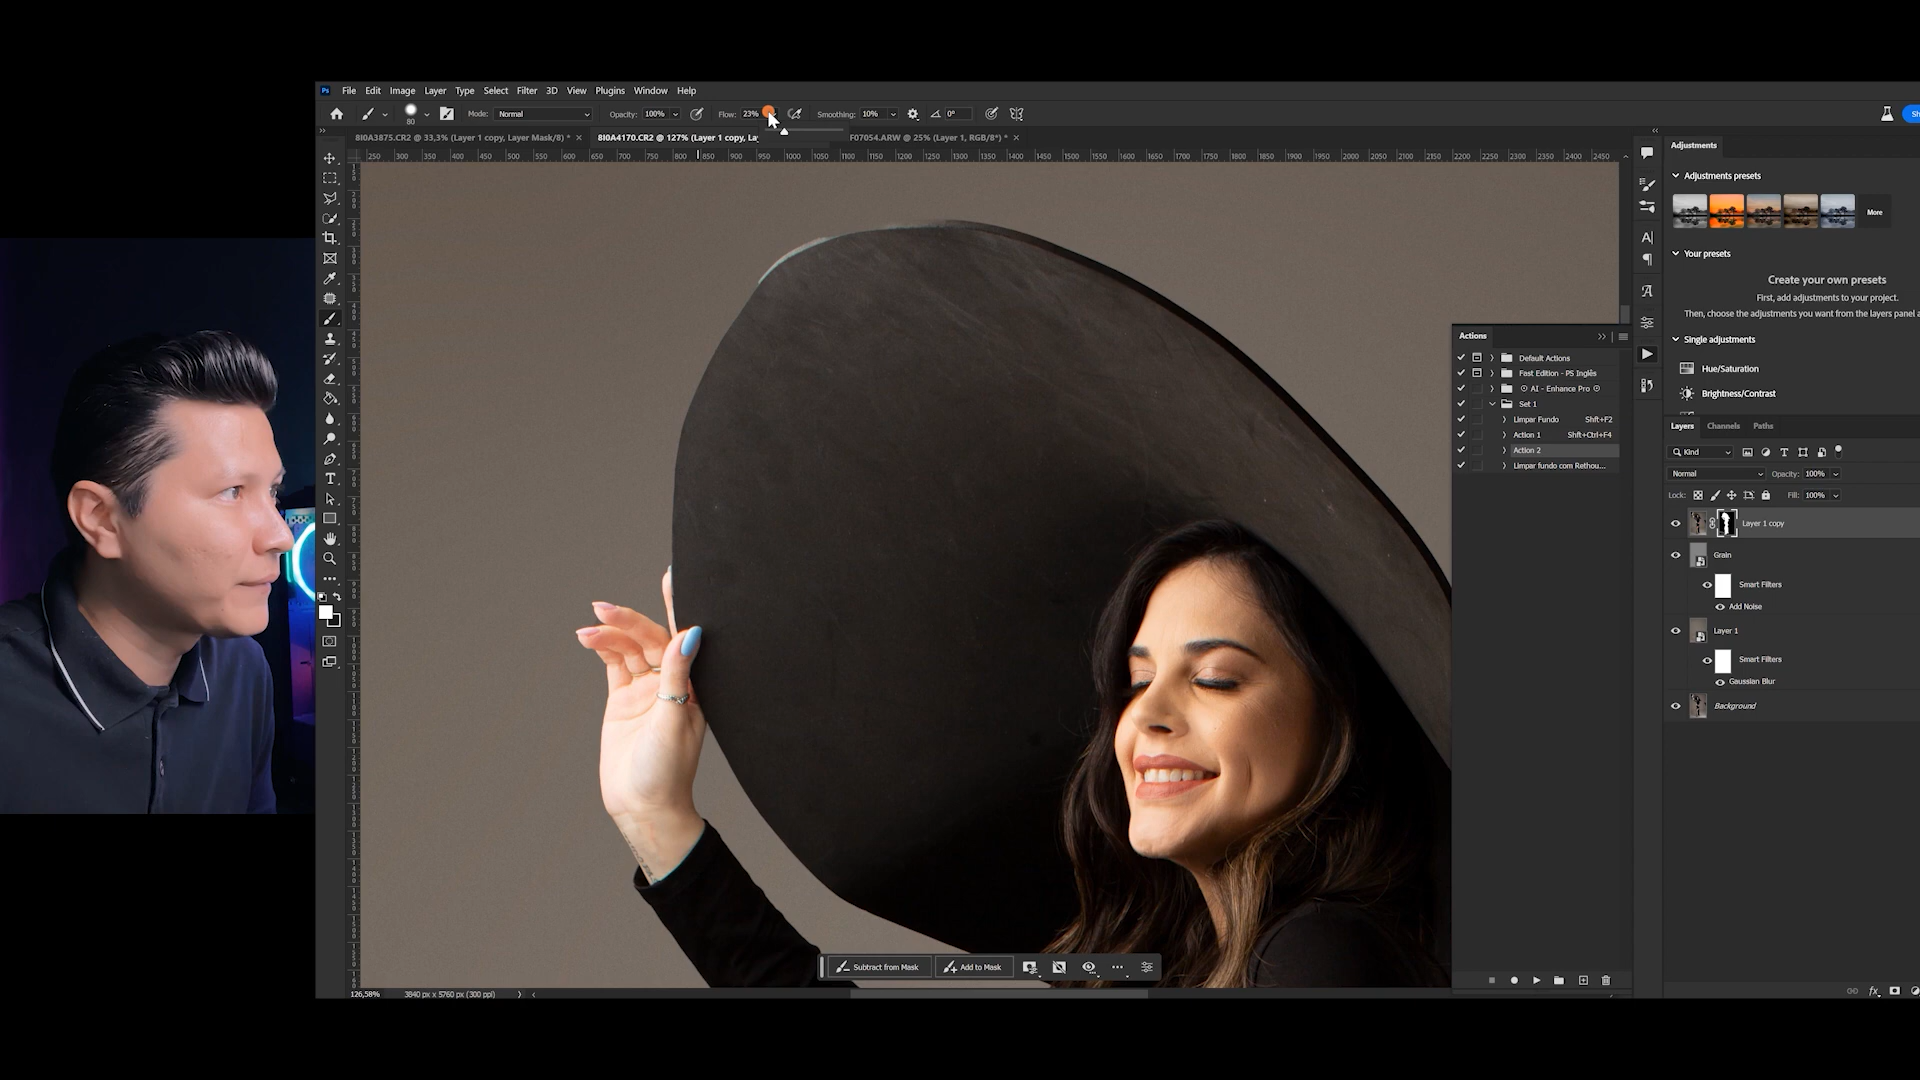 Ps File Edit Image Layer Type Select Filter 3D View Plugins Window Help
80 Mode: Normal Opacity: 100% Flow: 23% Smoothing: 10% 0°
8I0A3875.CR2 @ 33,3% (Layer 1 copy, Layer Mask/8) * × 8I0A4170.CR2 @ 127% (Layer 1 copy, La F07054.ARW @ 25% (Layer 1, RGB/8*) * ×
250 300 350 400 450 500 550 600 650 700 750 800 850 900 950 1000 1050 1100 1150 1200 1250 1300 1350 1400 1450 1500 1550 1600 1650 1700 1750 1800 1850 1900 1950 2000 2050 2100 2150 2200 2250 2300 2350 2400 2450
Adjustments
Adjustments presets
More
Your presets
Create your own presets
First, add adjustments to your project.
Then, choose the adjustments you want from the layers panel a
Single adjustments
Hue/Saturation
Brightness/Contrast
Actions
Default Actions
Fast Edition - PS Inglês
AI - Enhance Pro
Set 1
Limpar Fundo Shft+F2
Action 1 Shft+Ctrl+F4
Action 2
Limpar fundo com Rethou...
Layers Channels Paths
Kind
Normal Opacity: 100%
Lock: Fill: 100%
Layer 1 copy
Grain
Smart Filters
Add Noise
Layer 1
Smart Filters
Gaussian Blur
Background
Subtract from Mask Add to Mask
126,58% 3840 px x 5760 px (300 ppi)